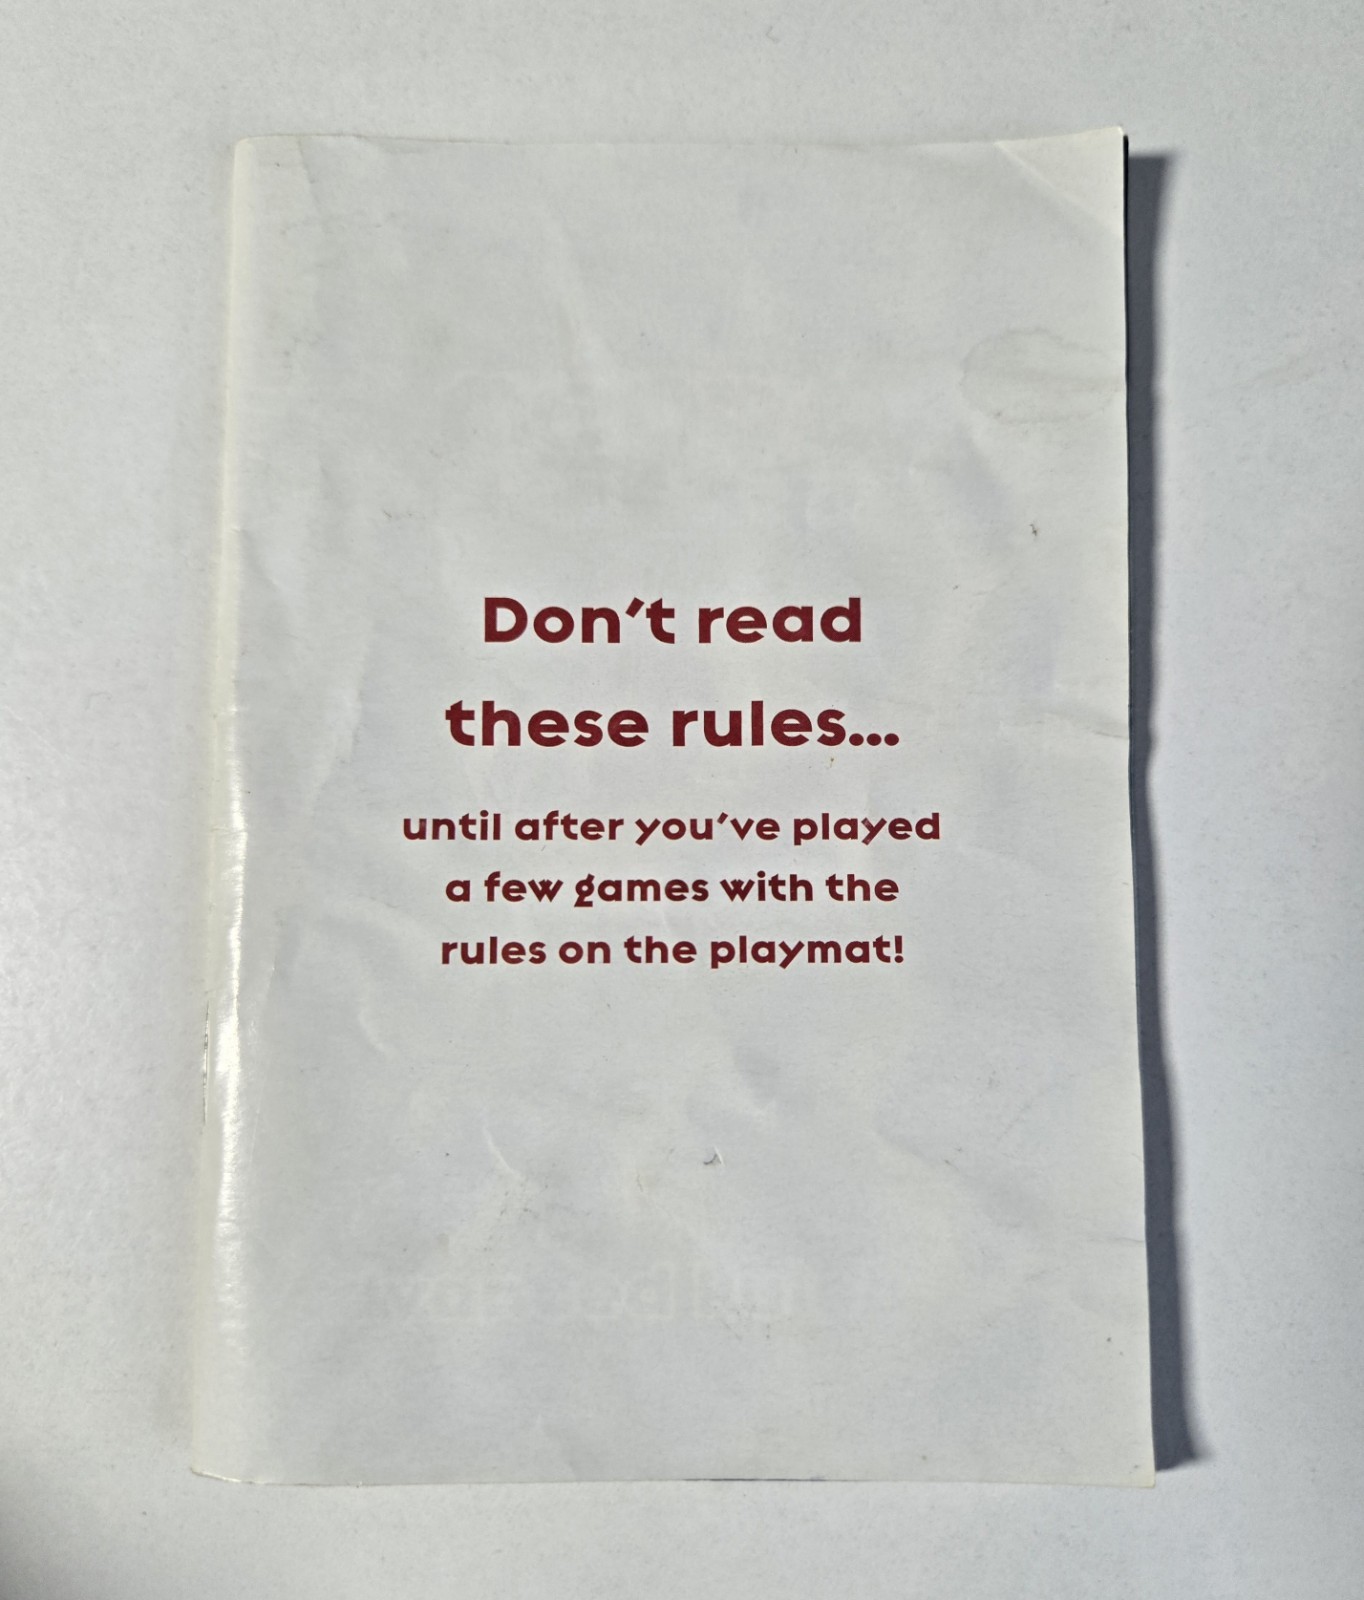 Don't read
these rules...
until after you've played
a few games with the
rules on the playmat!